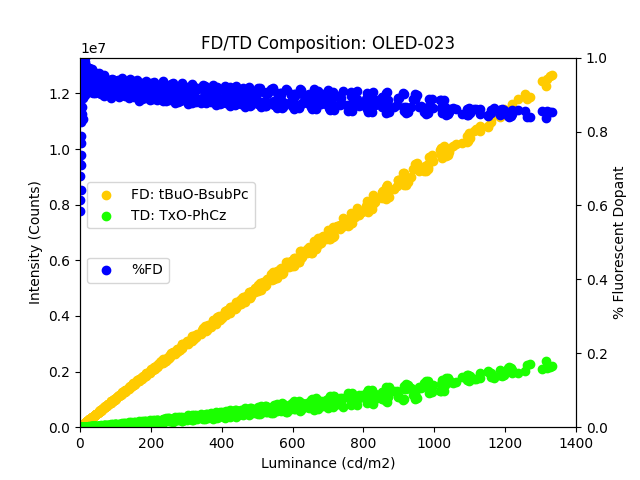 FD/TD Composition: OLED-023
1e7
1.2
1.0
0.8
0.6
0.4
0.2
0.0
Intensity (Counts)
FD: tBuO-BsubPc
TD: TxO-PhCz
%FD
1.0
0.8
0.6
0.4
0.2
0.0
% Fluorescent Dopant
0 200 400 600 800 1000 1200 1400
Luminance (cd/m2)